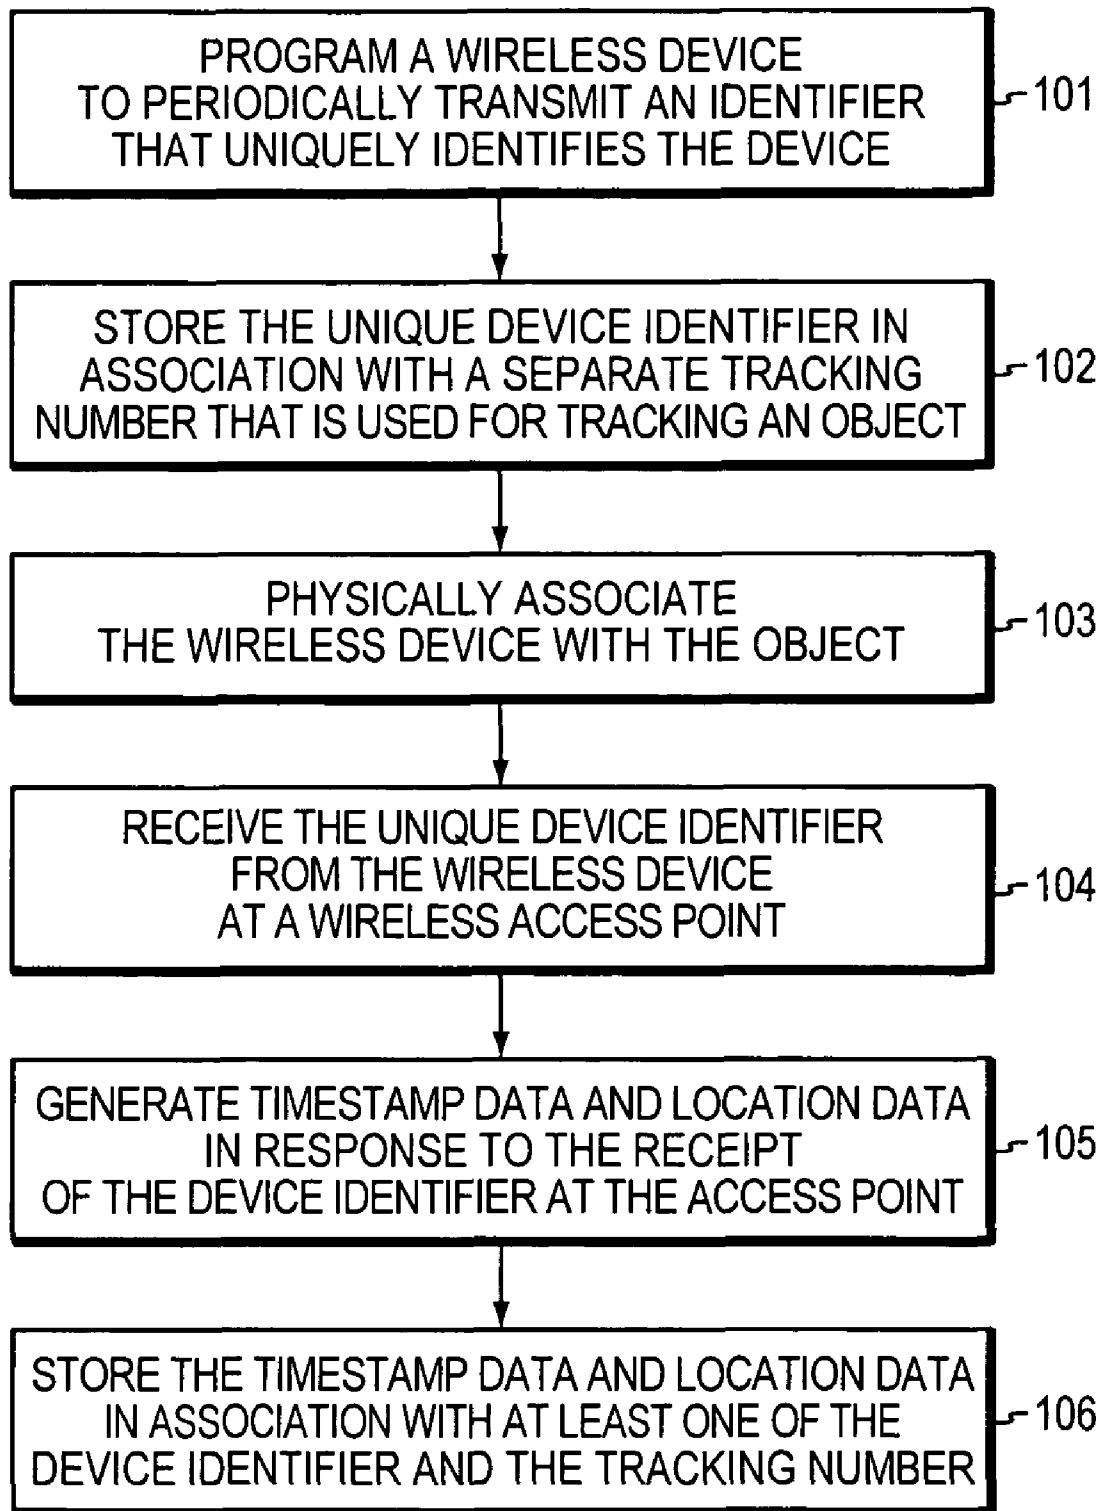 PROGRAM A WIRELESS DEVICE
TO PERIODICALLY TRANSMIT AN IDENTIFIER
THAT UNIQUELY IDENTIFIES THE DEVICE
101
STORE THE UNIQUE DEVICE IDENTIFIER IN
ASSOCIATION WITH A SEPARATE TRACKING
NUMBER THAT IS USED FOR TRACKING AN OBJECT
102
PHYSICALLY ASSOCIATE
THE WIRELESS DEVICE WITH THE OBJECT
103
RECEIVE THE UNIQUE DEVICE IDENTIFIER
FROM THE WIRELESS DEVICE
AT A WIRELESS ACCESS POINT
104
GENERATE TIMESTAMP DATA AND LOCATION DATA
IN RESPONSE TO THE RECEIPT
OF THE DEVICE IDENTIFIER AT THE ACCESS POINT
105
STORE THE TIMESTAMP DATA AND LOCATION DATA
IN ASSOCIATION WITH AT LEAST ONE OF THE
DEVICE IDENTIFIER AND THE TRACKING NUMBER
106